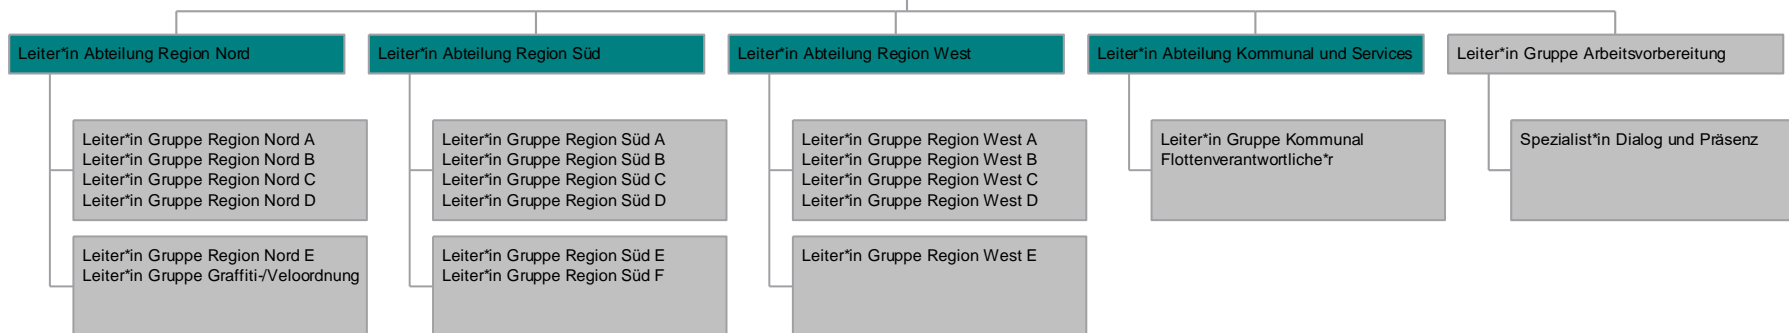 Leiter*in Abteilung Region Nord
Leiter*in Abteilung Region Süd
Leiter*in Abteilung Region West
Leiter*in Abteilung Kommunal und Services
Leiter*in Gruppe Arbeitsvorbereitung
Leiter*in Gruppe Region Nord A
Leiter*in Gruppe Region Nord B
Leiter*in Gruppe Region Nord C
Leiter*in Gruppe Region Nord D
Leiter*in Gruppe Region Süd A
Leiter*in Gruppe Region Süd B
Leiter*in Gruppe Region Süd C
Leiter*in Gruppe Region Süd D
Leiter*in Gruppe Region West A
Leiter*in Gruppe Region West B
Leiter*in Gruppe Region West C
Leiter*in Gruppe Region West D
Leiter*in Gruppe Kommunal
Flottenverantwortliche*r
Spezialist*in Dialog und Präsenz
Leiter*in Gruppe Region Nord E
Leiter*in Gruppe Graffiti-/Veloordnung
Leiter*in Gruppe Region Süd E
Leiter*in Gruppe Region Süd F
Leiter*in Gruppe Region West E